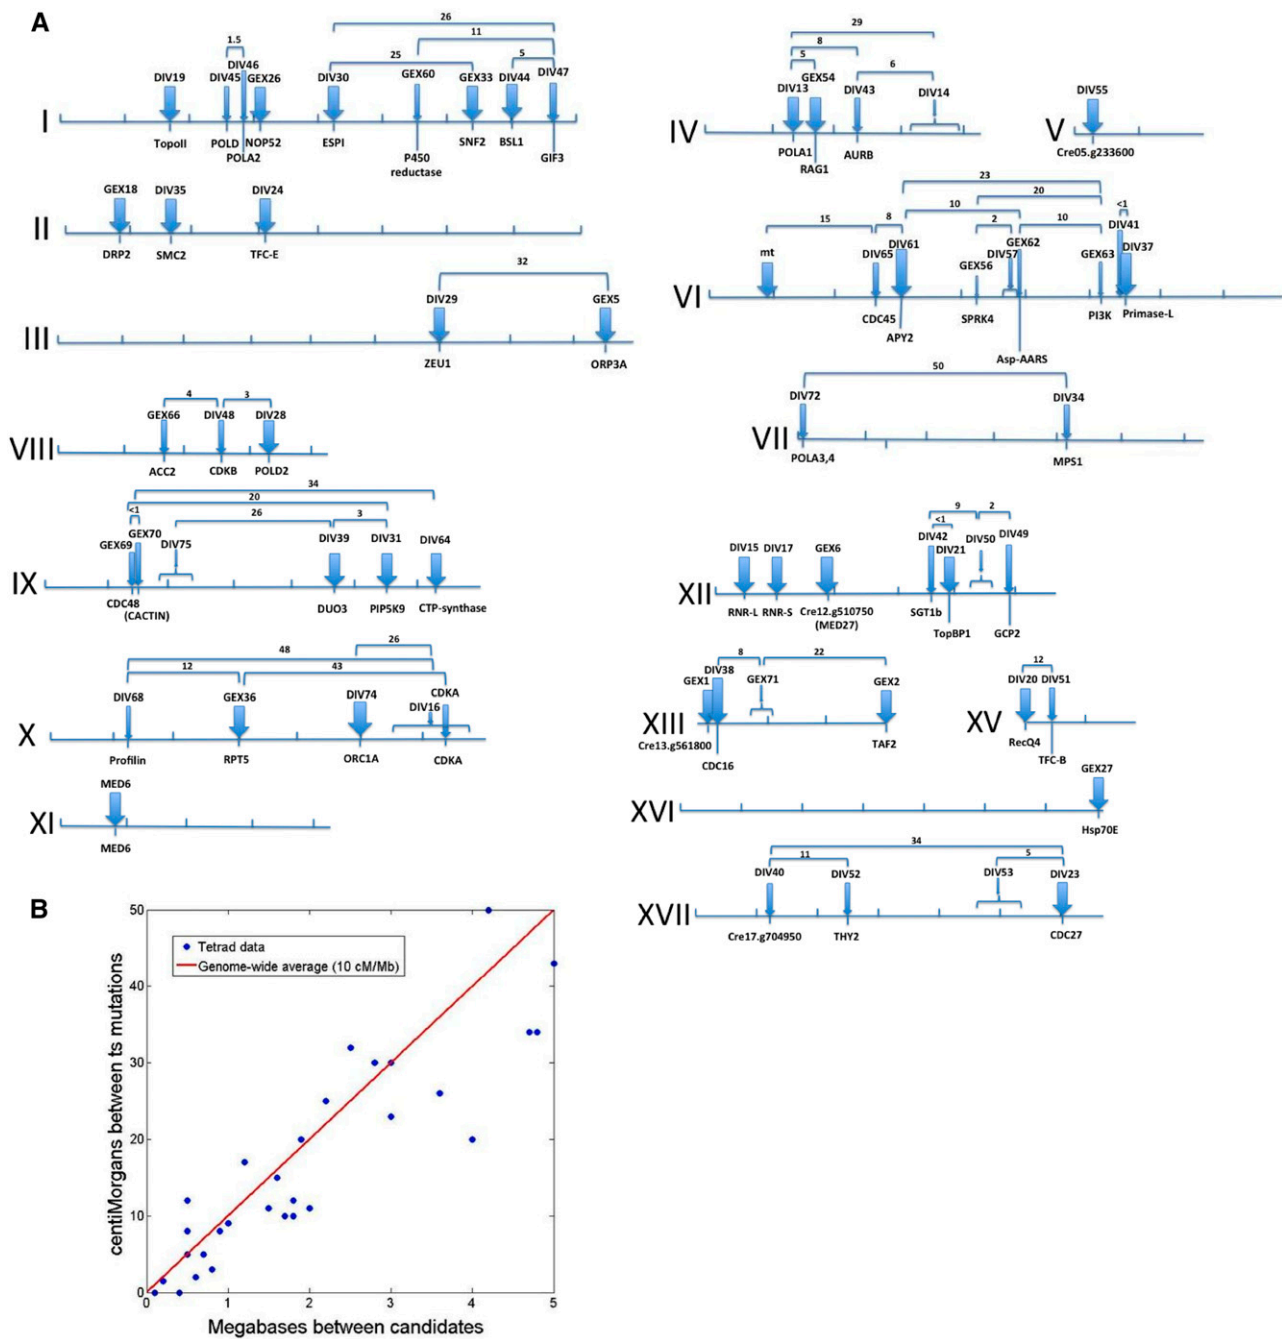 A
26
11
1.5
5
25
DIV46
DIV19 DIV45 GEX26 DIV30 GEX60 GEX33 DIV44 DIV47
I
TopoII POLD NOP52 ESPI P450 reductase SNF2 BSL1 GIF3
POLA2
GEX18 DIV35 DIV24
II
DRP2 SMC2 TFC-E
32
DIV29 GEX5
III
ZEU1 ORP3A
4 3
GEX66 DIV48 DIV28
VIII
ACC2 CDKB POLD2
34
20
<1 26 3
GEX69 GEX70 DIV75 DIV39 DIV31 DIV64
IX
CDC48 (CACTIN) DUO3 PIP5K9 CTP-synthase
26
48
12 43
DIV68 GEX36 DIV74 DIV16 CDKA
X
Profilin RPT5 ORC1A CDKA
MED6
XI
MED6
29
8
5 6
GEX54
DIV13 DIV43 DIV14
IV
POLA1 RAG1 AURB
DIV55
V
Cre05.g233600
23
20
10 <1
15 8 2 10
mt DIV65 DIV61 GEX56 DIV57 GEX62 GEX63 DIV41 DIV37
VI
CDC45 APY2 SPRK4 Asp-AARS PI3K Primase-L
50
DIV72 DIV34
VII
POLA3,4 MPS1
9 2
<1
DIV15 DIV17 GEX6 DIV42 DIV21 DIV50 DIV49
XII
RNR-L RNR-S Cre12.g510750 (MED27) SGT1b TopBP1 GCP2
8 22
GEX1 DIV38 GEX71 GEX2
XIII
Cre13.g561800 CDC16 TAF2
12
DIV20 DIV51
XV
RecQ4 TFC-B
GEX27
XVI
Hsp70E
34
11 5
DIV40 DIV52 DIV53 DIV23
XVII
Cre17.g704950 THY2 CDC27
B
centiMorgans between ts mutations
50
40
30
20
10
0
Tetrad data
Genome-wide average (10 cM/Mb)
0 1 2 3 4 5
Megabases between candidates